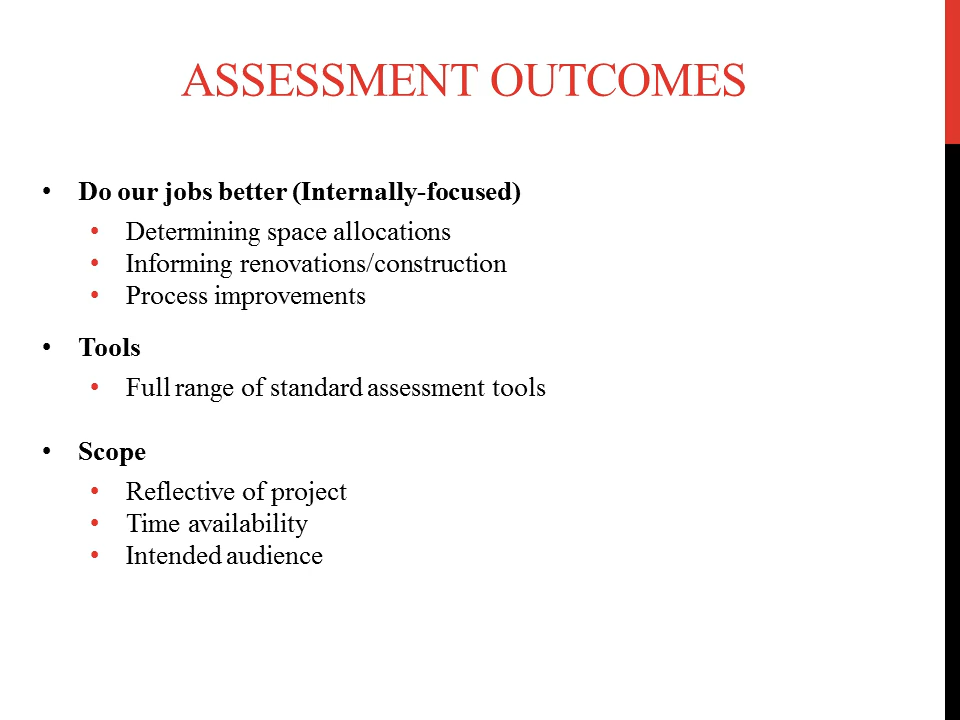 ASSESSMENT OUTCOMES
• Do our jobs better (Internally-focused)
• Determining space allocations
• Informing renovations/construction
• Process improvements
• Tools
• Full range of standard assessment tools
• Scope
• Reflective of project
• Time availability
• Intended audience